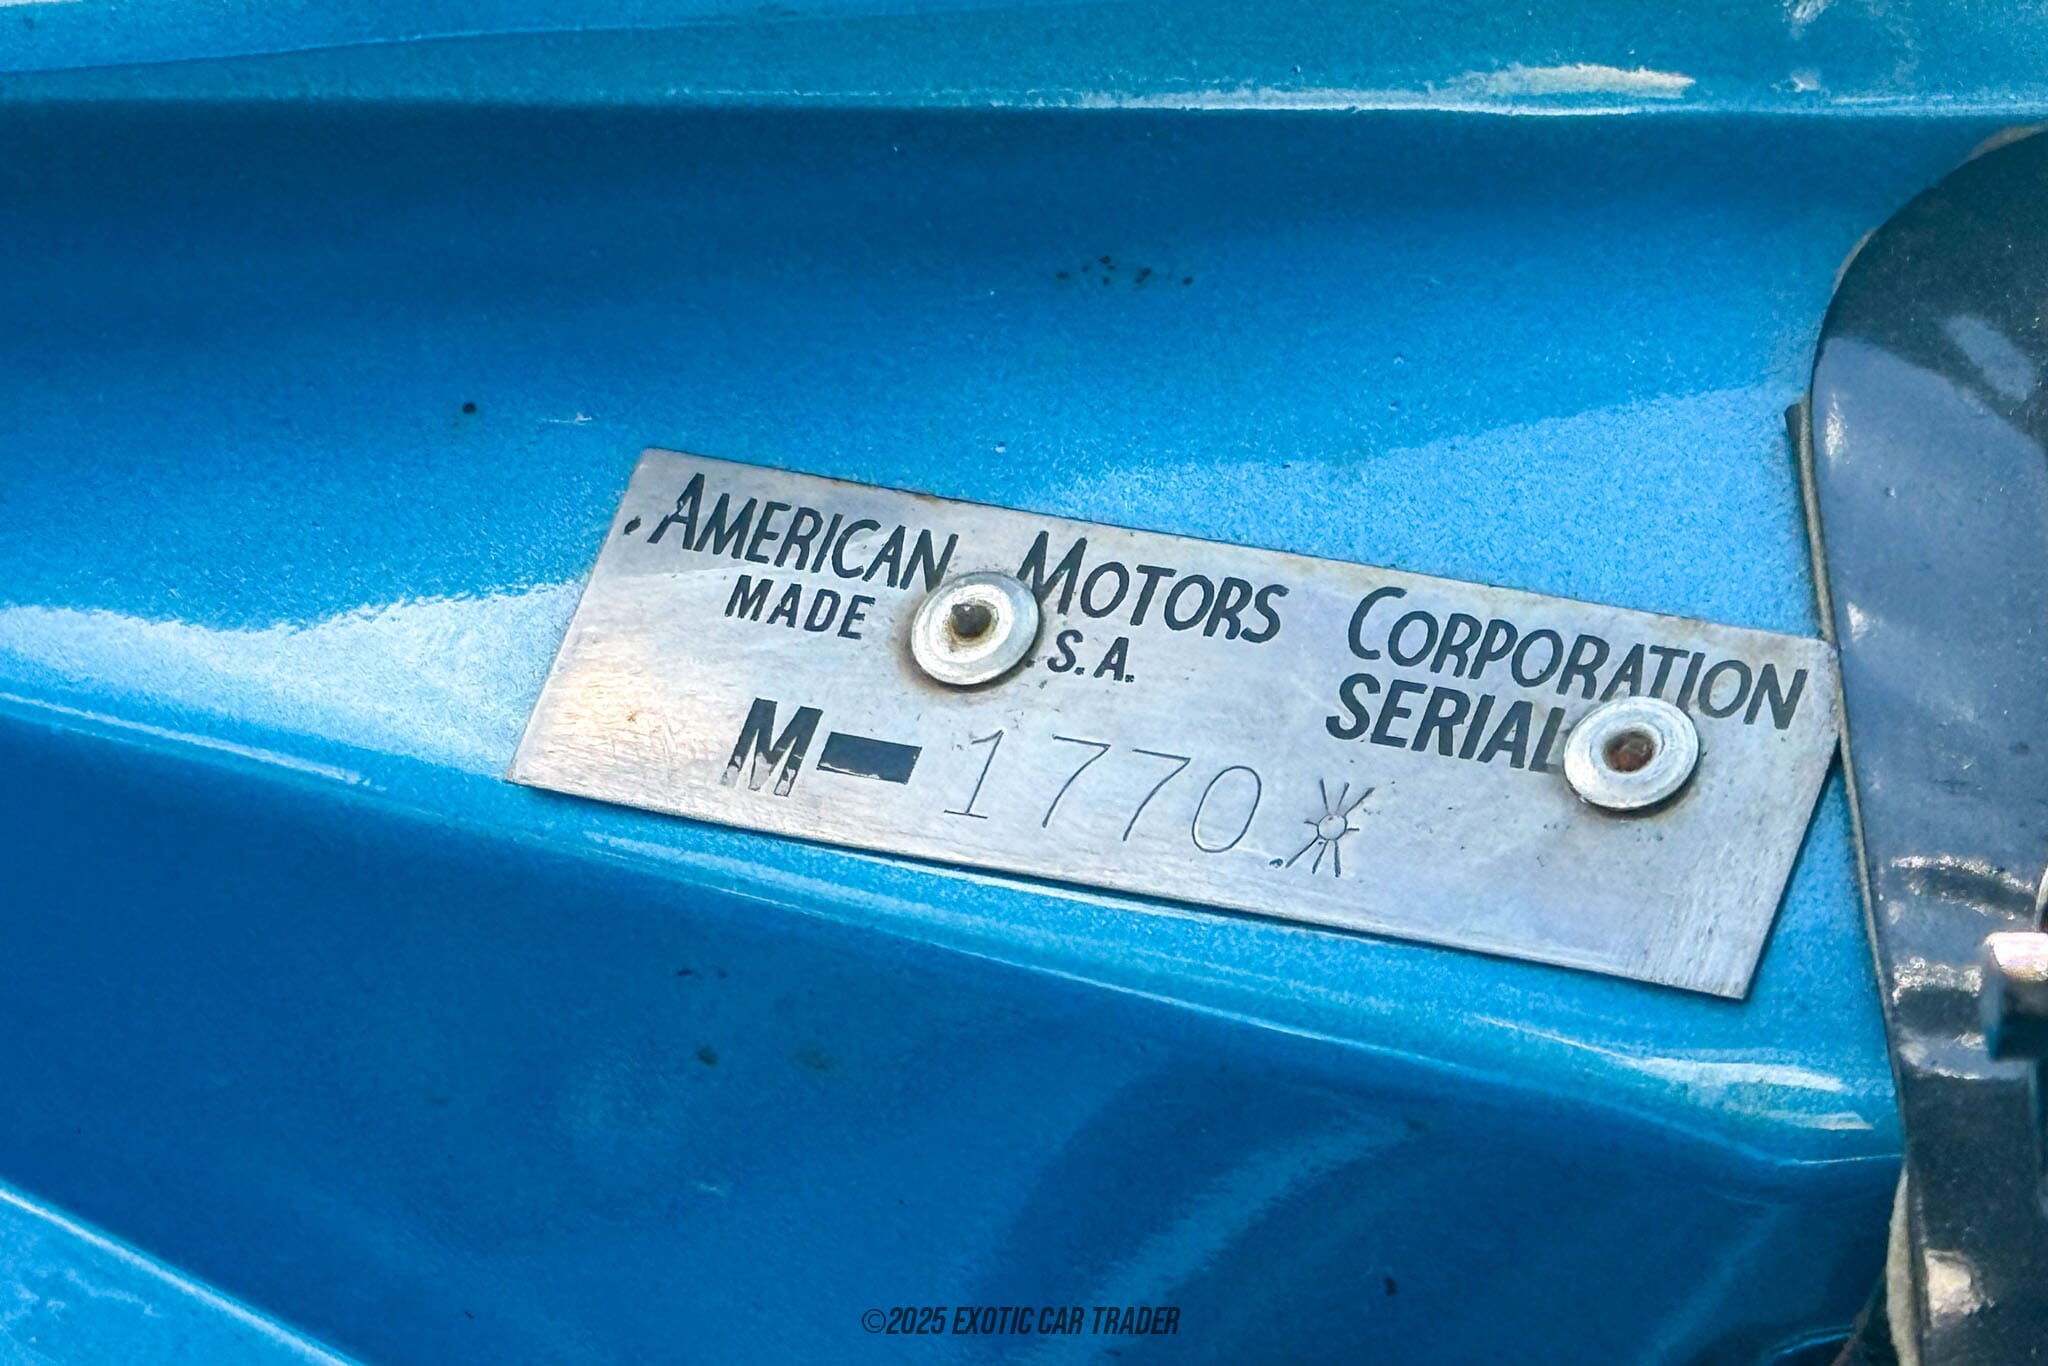 AMERICAN MOTORS CORPORATION
MADE S.A. SERIAL
M-1770
©2025 EXOTIC CAR TRADER